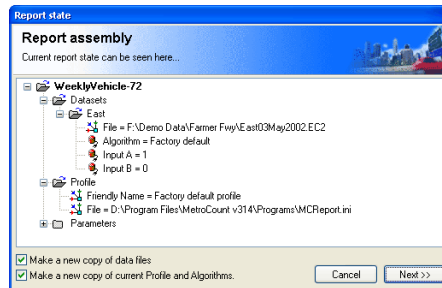 Report state
Report assembly
Current report state can be seen here...
WeeklyVehicle-72
Datasets
East
File = F:\Demo Data\Farmer Fwy\East03May2002.EC2
Algorithm = Factory default
Input A = 1
Input B = 0
Profile
Friendly Name = Factory default profile
File = D:\Program Files\MetroCount v314\Programs\MCReport.ini
Parameters
Make a new copy of data files
Make a new copy of current Profile and Algorithms.
Cancel
Next >>